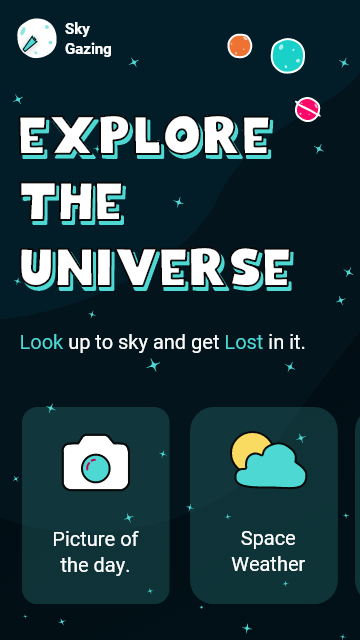 Sky
Gazing
EXPLORE
THE
UNIVERSE
Look up to sky and get Lost in it.
Picture of
the day.
Space
Weather